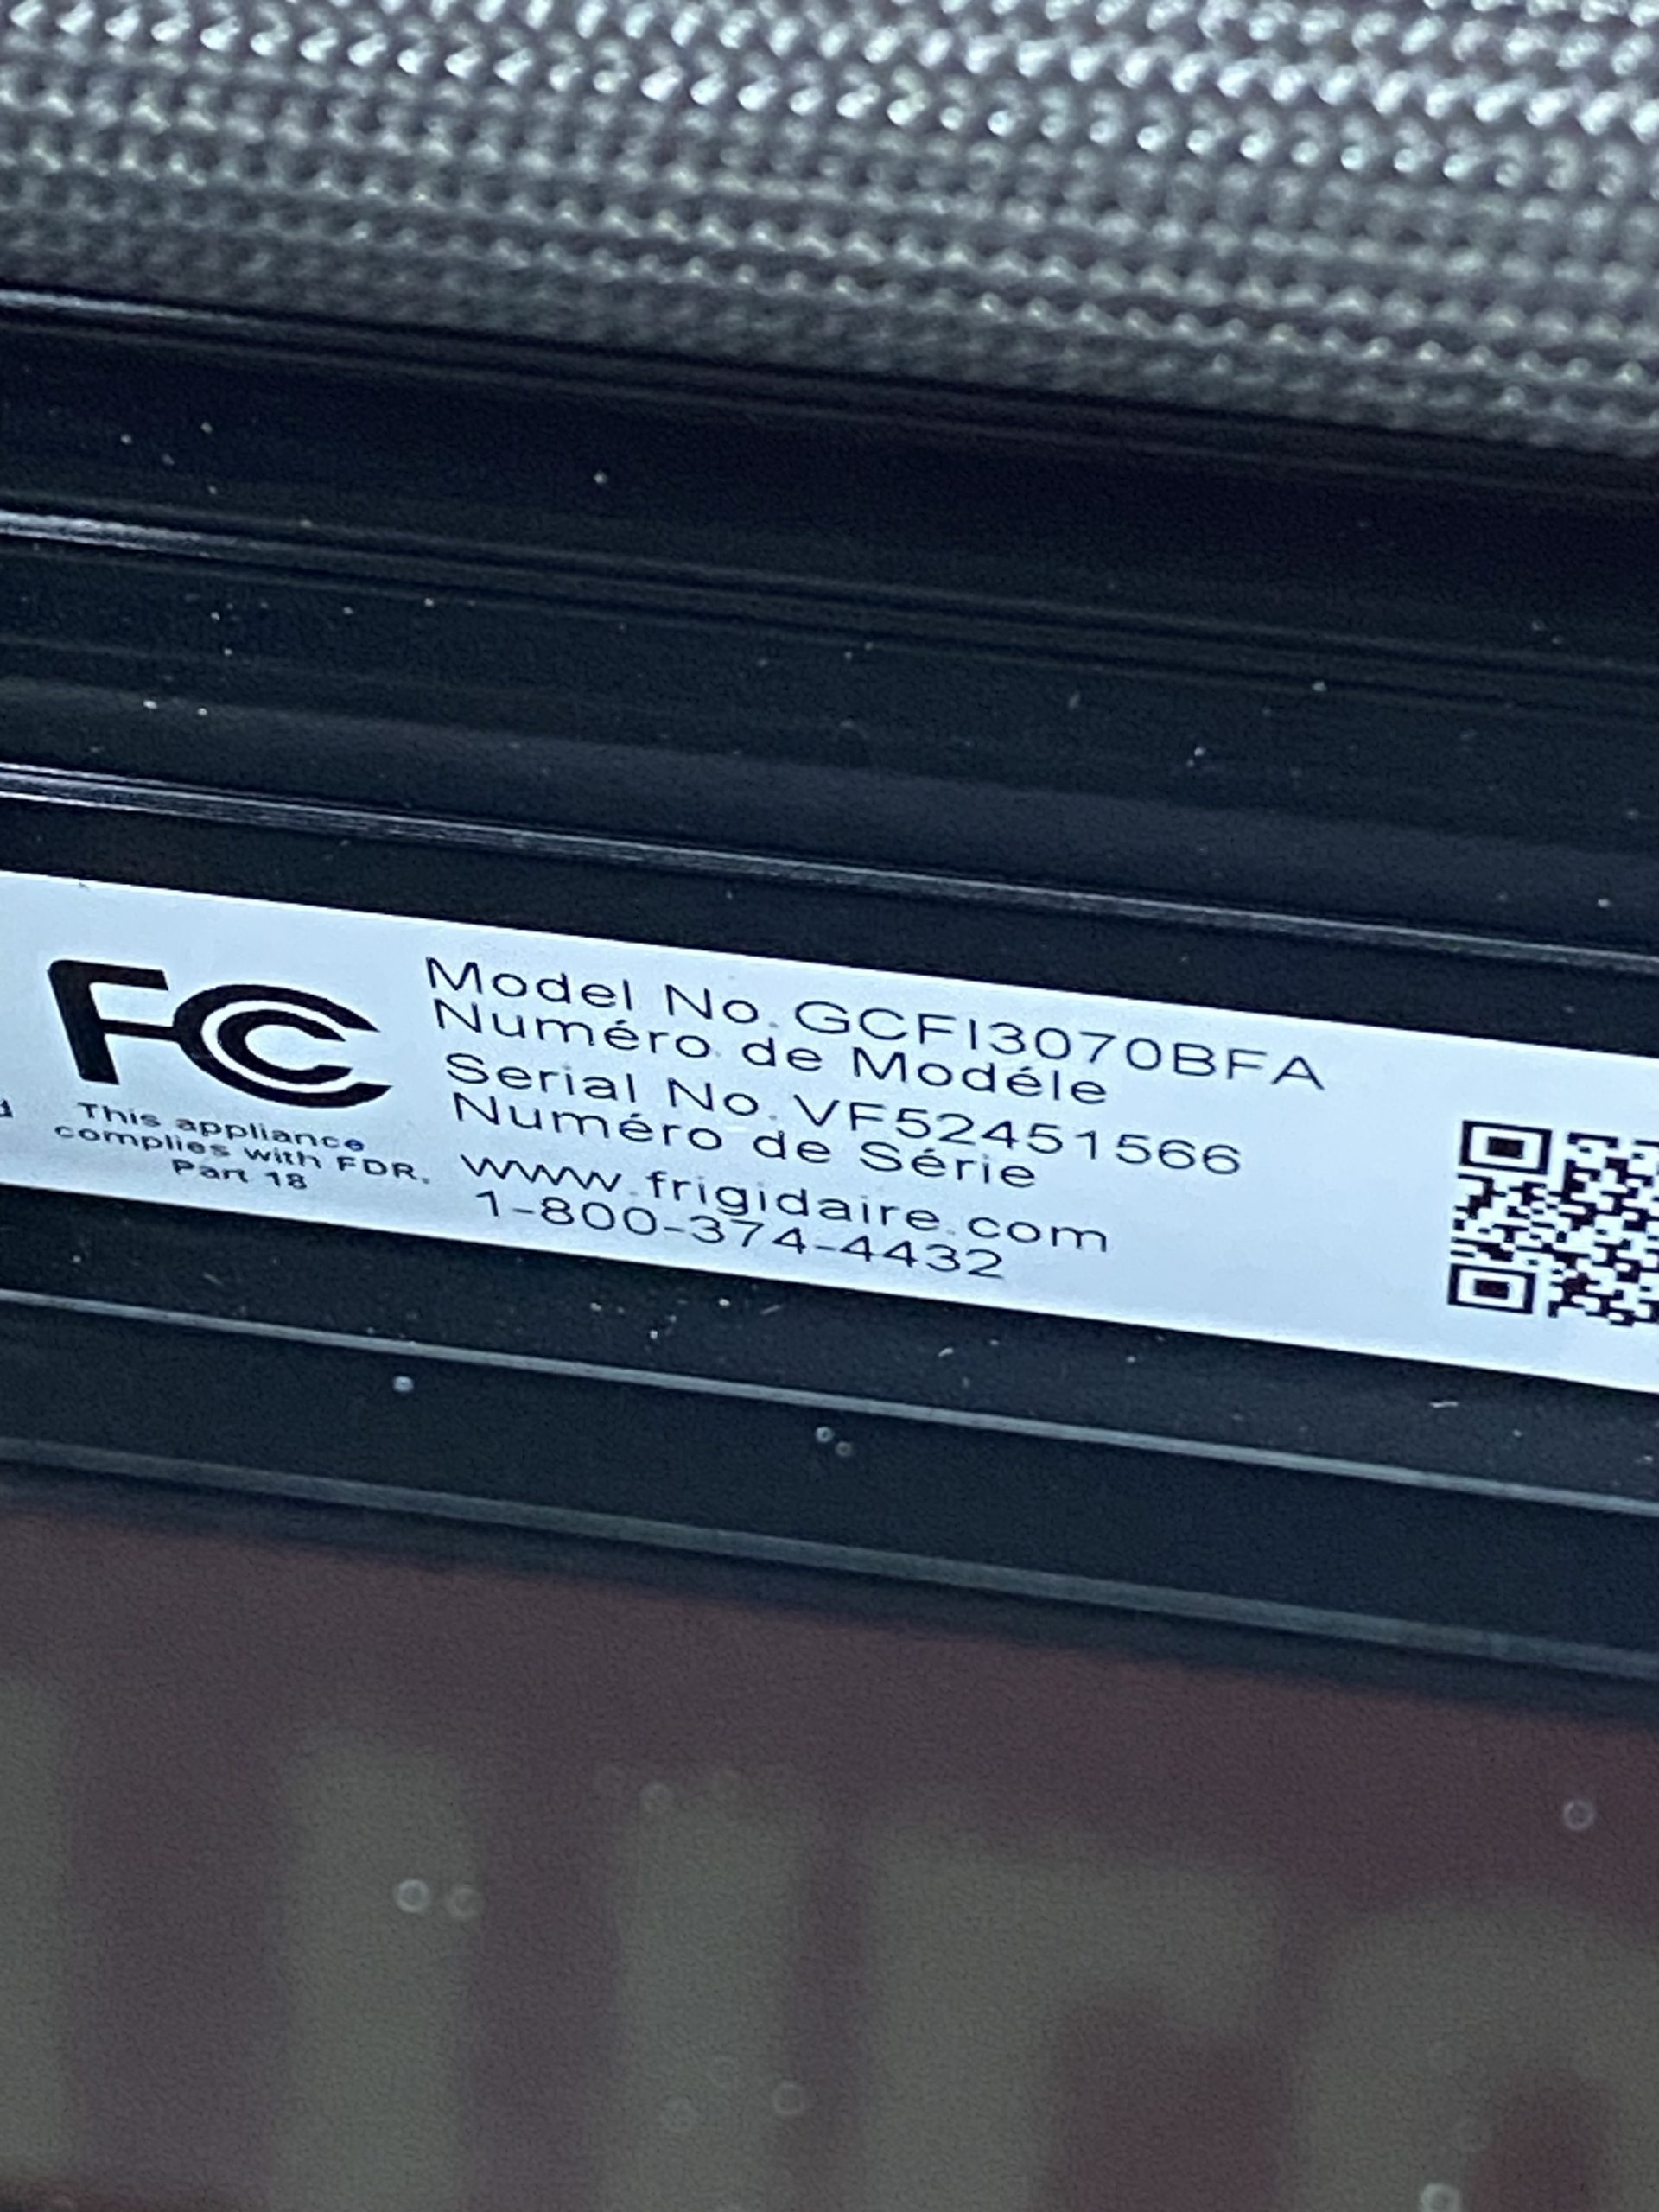 FC
This appliance
complies with FDR.
Part 18
Model No. GCFI3070BFA
Numéro de Modéle
Serial No. VF52451566
Numéro de Série
www.frigidaire.com
1-800-374-4432